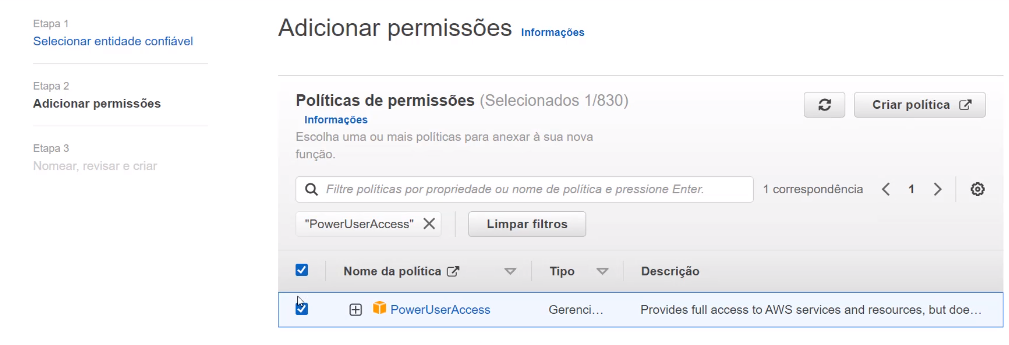 Etapa 1
Selecionar entidade confiável
Etapa 2
Adicionar permissões
Etapa 3
Nomear, revisar e criar
Adicionar permissões Informações
Políticas de permissões (Selecionados 1/830)
Informações
Escolha uma ou mais políticas para anexar à sua nova
função.
Criar política
Filtre políticas por propriedade ou nome de política e pressione Enter.
1 correspondência
1
"PowerUserAccess"
Limpar filtros
Nome da política
Tipo
Descrição
PowerUserAccess
Gerenci...
Provides full access to AWS services and resources, but doe...